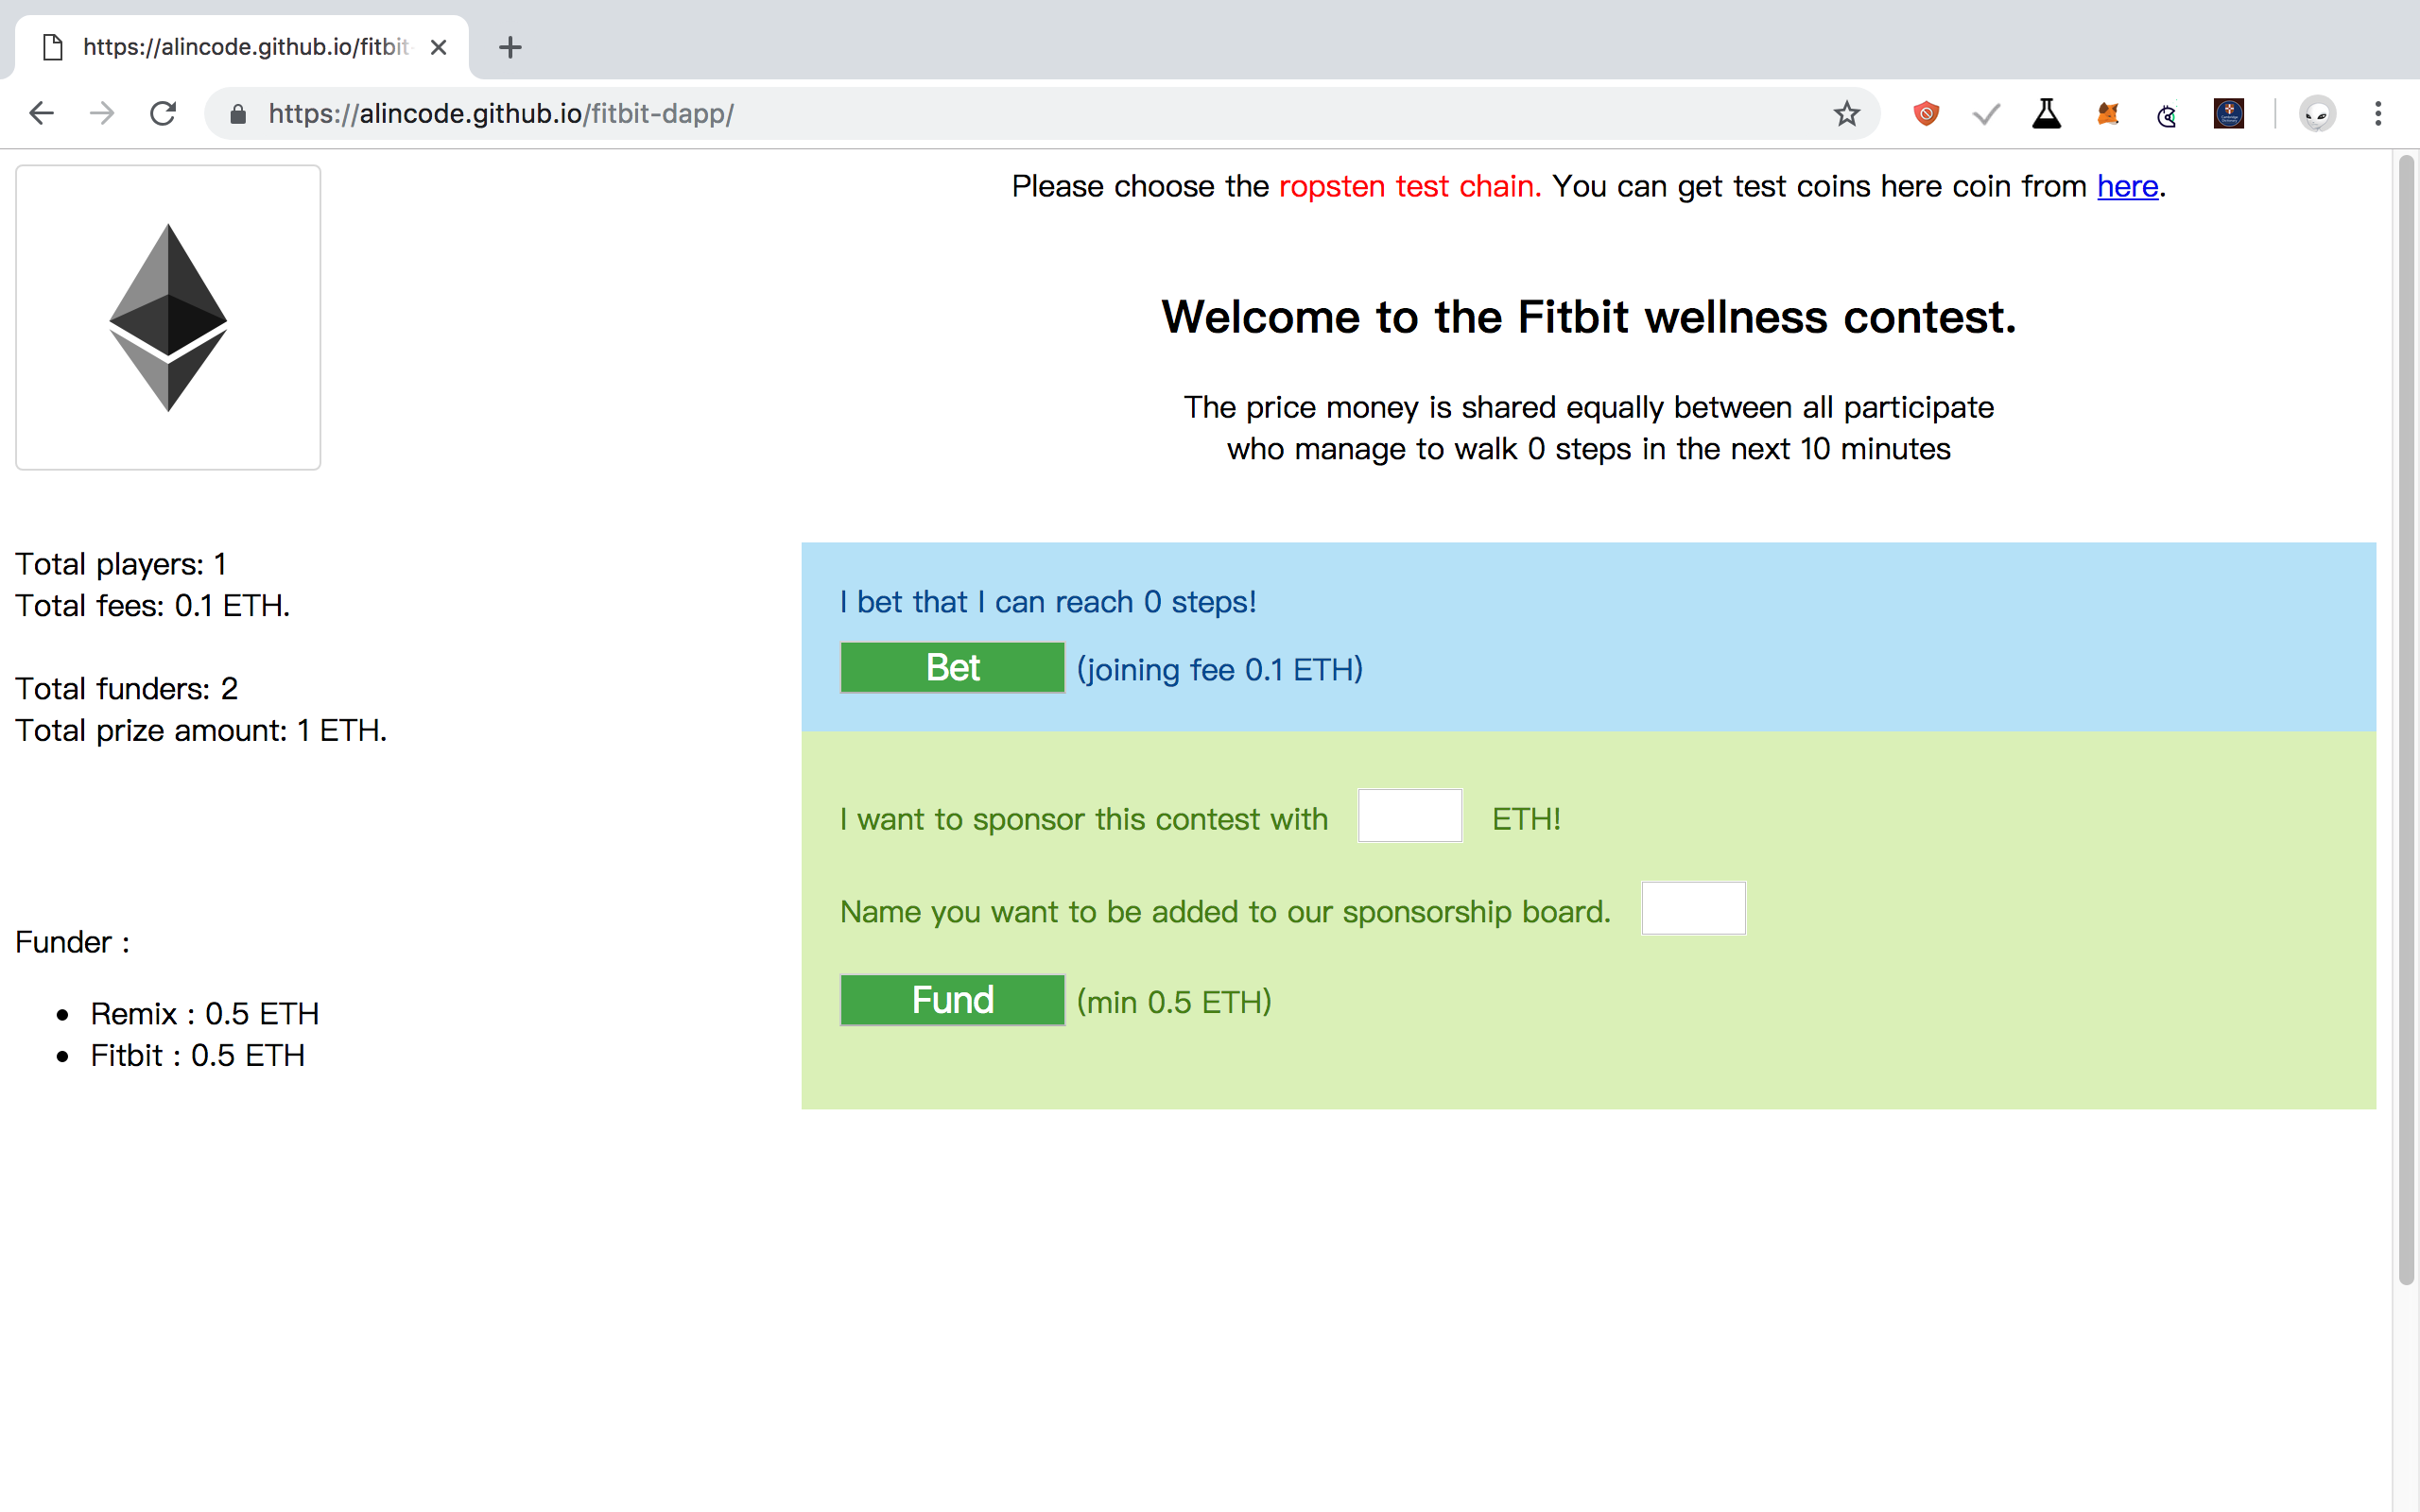 https://alincode.github.io/fitbit-
https://alincode.github.io/fitbit-dapp/
Please choose the ropsten test chain. You can get test coins here coin from here.
Welcome to the Fitbit wellness contest.
The price money is shared equally between all participate
who manage to walk 0 steps in the next 10 minutes
Total players: 1
Total fees: 0.1 ETH.
Total funders: 2
Total prize amount: 1 ETH.
Funder :
Remix : 0.5 ETH
Fitbit : 0.5 ETH
I bet that I can reach 0 steps!
Bet (joining fee 0.1 ETH)
I want to sponsor this contest with ETH!
Name you want to be added to our sponsorship board.
Fund (min 0.5 ETH)